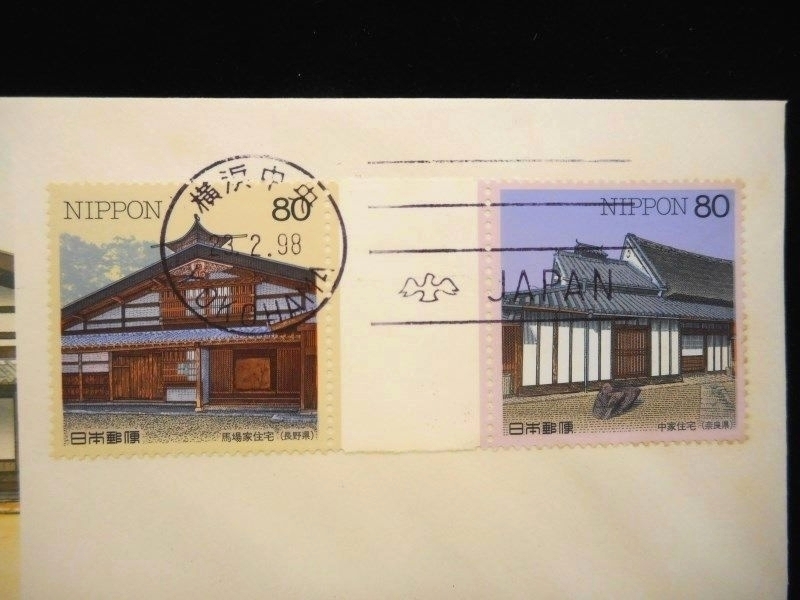 NIPPON 80
横浜中央
2.98
日本郵便
馬場家住宅(長野県)
NIPPON 80
JAPAN
日本郵便
中家住宅(奈良県)